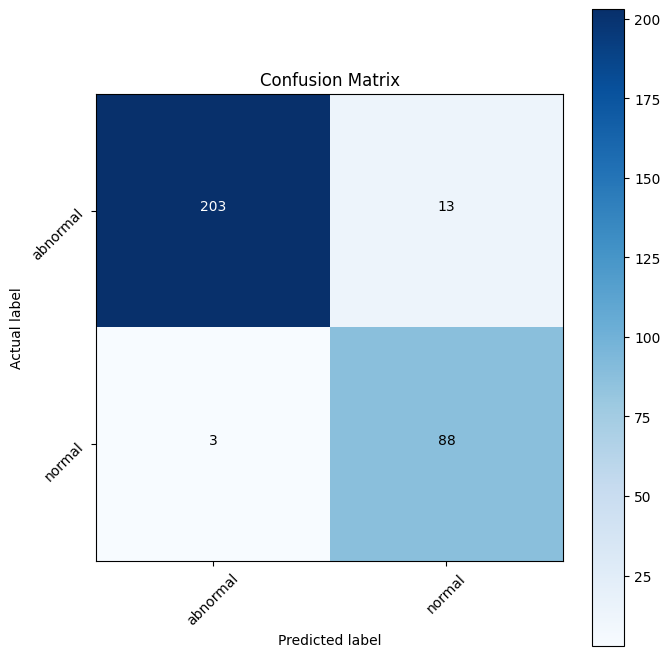 Confusion Matrix
Actual label
abnormal
203
13
normal
3
88
abnormal
normal
Predicted label
200
175
150
125
100
75
50
25